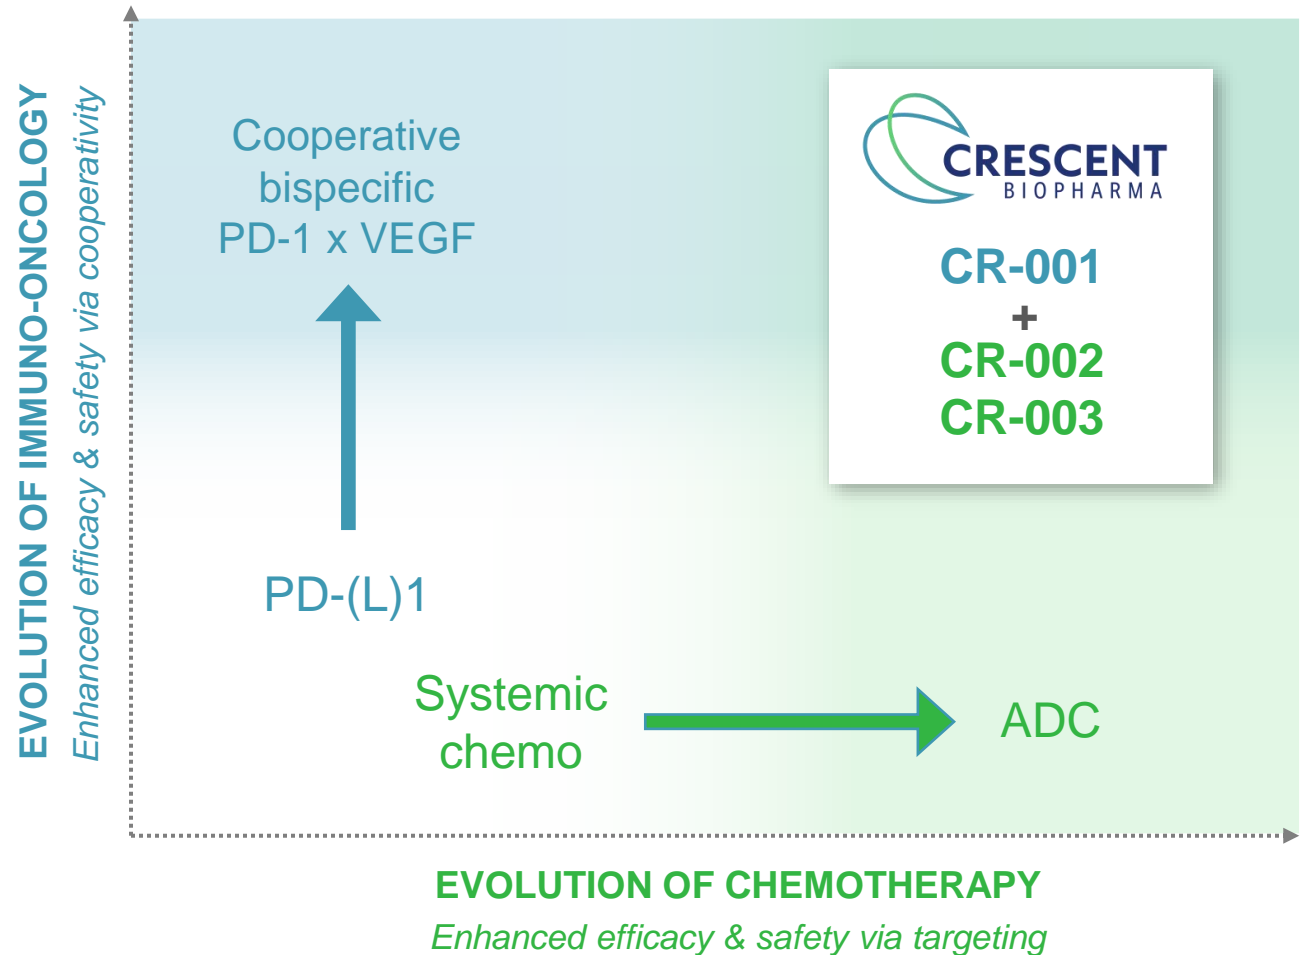 EVOLUTION OF IMMUNO-ONCOLOGY
Enhanced efficacy & safety via cooperativity
Cooperative
bispecific
PD-1 x VEGF
PD-(L)1
CRESCENT
BIOPHARMA
CR-001
+
CR-002
CR-003
Systemic
chemo
ADC
EVOLUTION OF CHEMOTHERAPY
Enhanced efficacy & safety via targeting